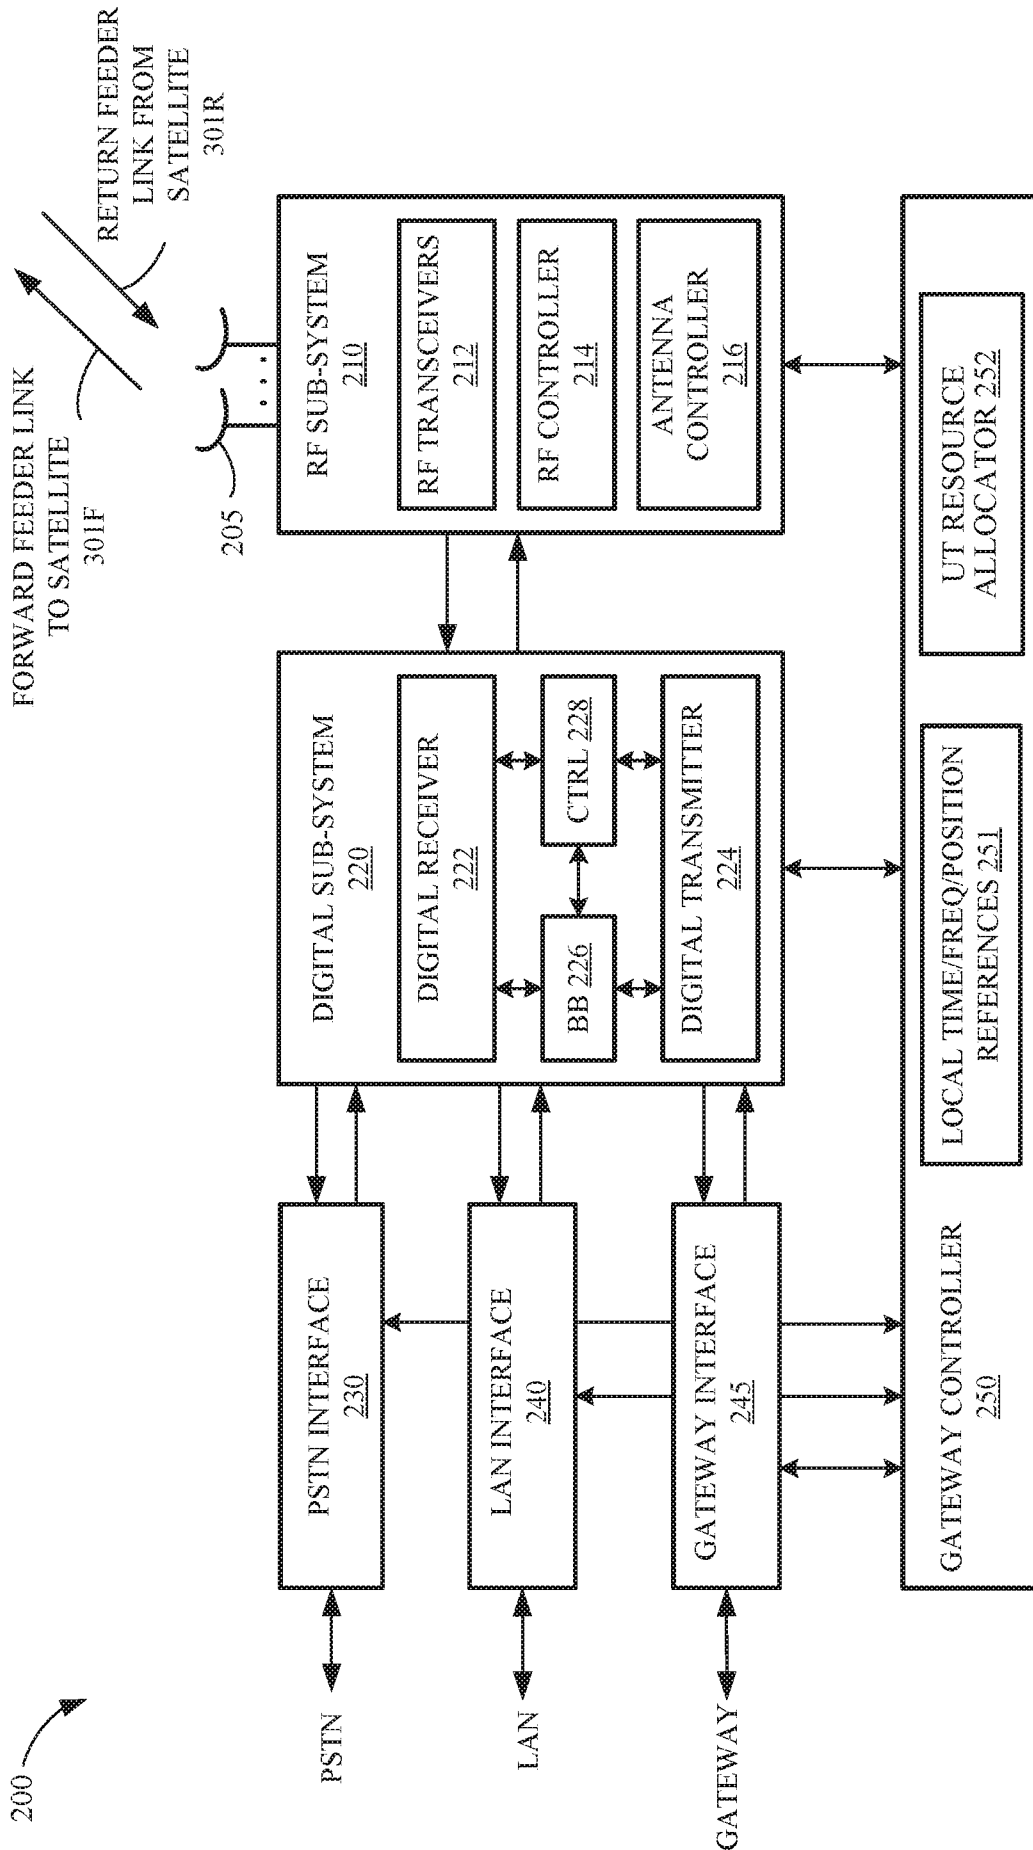 200
FORWARD FEEDER LINK
TO SATELLITE
301F
RETURN FEEDER
LINK FROM
SATELLITE
301R
205
PSTN
LAN
GATEWAY
PSTN INTERFACE
230
LAN INTERFACE
240
GATEWAY INTERFACE
245
DIGITAL SUB-SYSTEM
220
DIGITAL RECEIVER
222
BB 226
CTRL 228
DIGITAL TRANSMITTER
224
RF SUB-SYSTEM
210
RF TRANSCEIVERS
212
RF CONTROLLER
214
ANTENNA
CONTROLLER
216
GATEWAY CONTROLLER
250
LOCAL TIME/FREQ/POSITION
REFERENCES 251
UT RESOURCE
ALLOCATOR 252